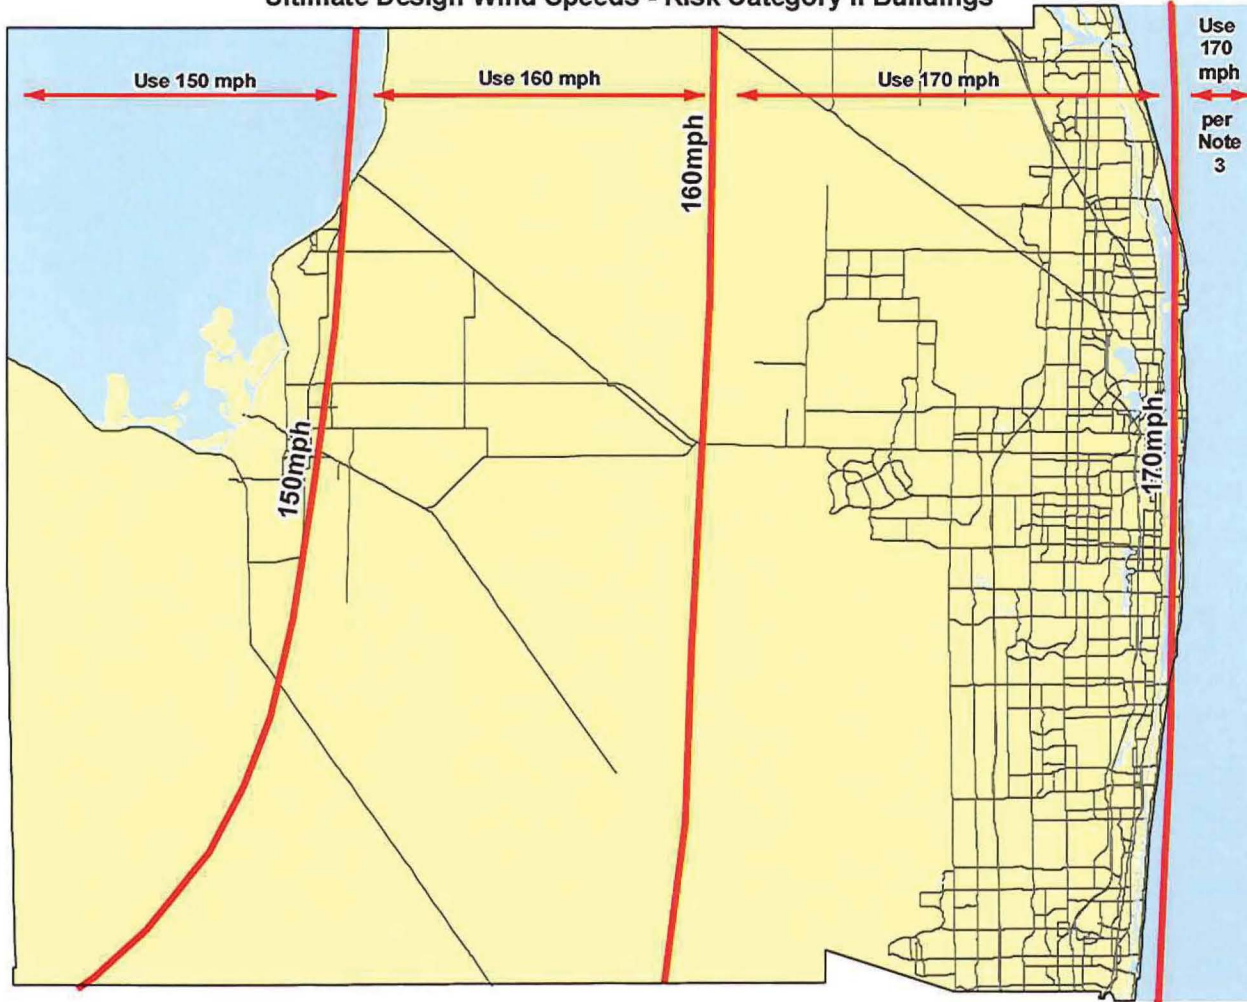 Ultimate Design Wind Speeds - Risk Category II Buildings
Use 150 mph
Use 160 mph
Use 170 mph
Use
170
mph
per
Note
3
160mph
150mph
170mph